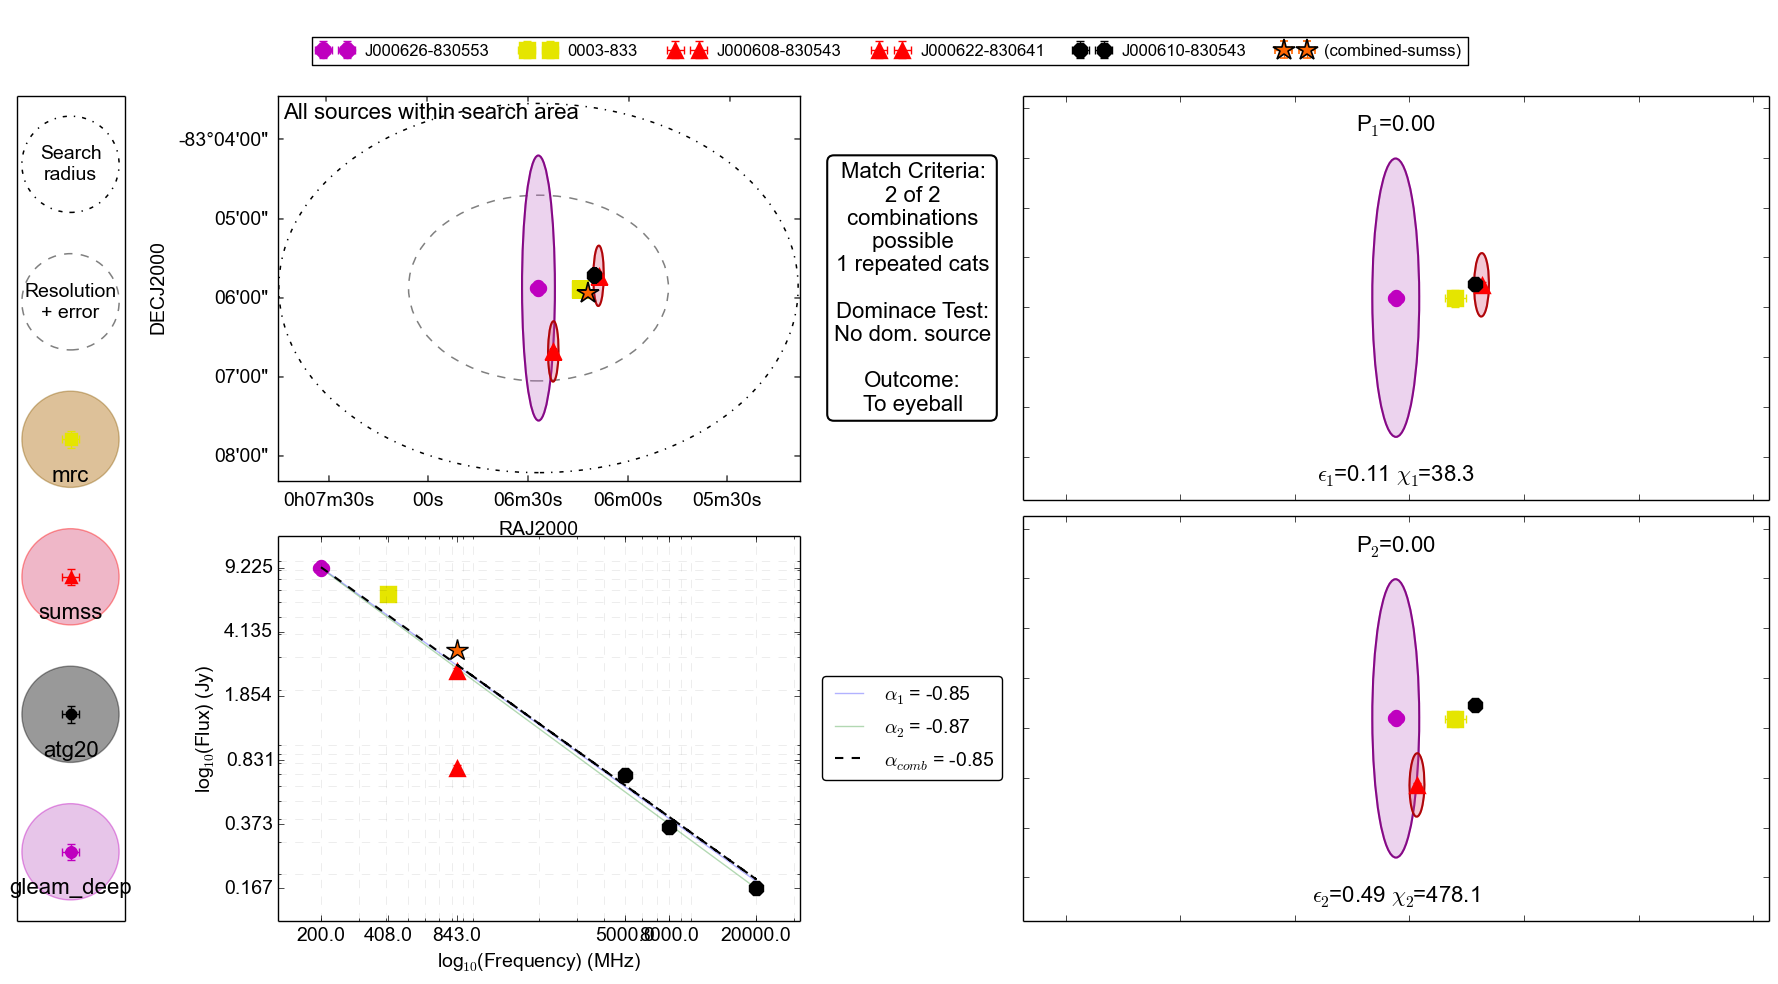 J000626-830553
0003-833
J000608-830543
J000622-830641
J000610-830543
(combined-sumss)
Search
radius
Resolution
+ error
mrc
sumss
atg20
gleam_deep
All sources within search area
DECJ2000
-83°04'00"
05'00"
06'00"
07'00"
08'00"
0h07m30s
00s
06m30s
06m00s
05m30s
RAJ2000
Match Criteria:
2 of 2
combinations
possible
1 repeated cats
Dominace Test:
No dom. source
Outcome:
To eyeball
P₁=0.00
ϵ₁=0.11 χ₁=38.3
P₂=0.00
ϵ₂=0.49 χ₂=478.1
log₁₀(Flux) (Jy)
9.225
4.135
1.854
0.831
0.373
0.167
200.0
408.0
843.0
5000.0
8000.0
20000.0
log₁₀(Frequency) (MHz)
α₁ = -0.85
α₂ = -0.87
α_comb = -0.85